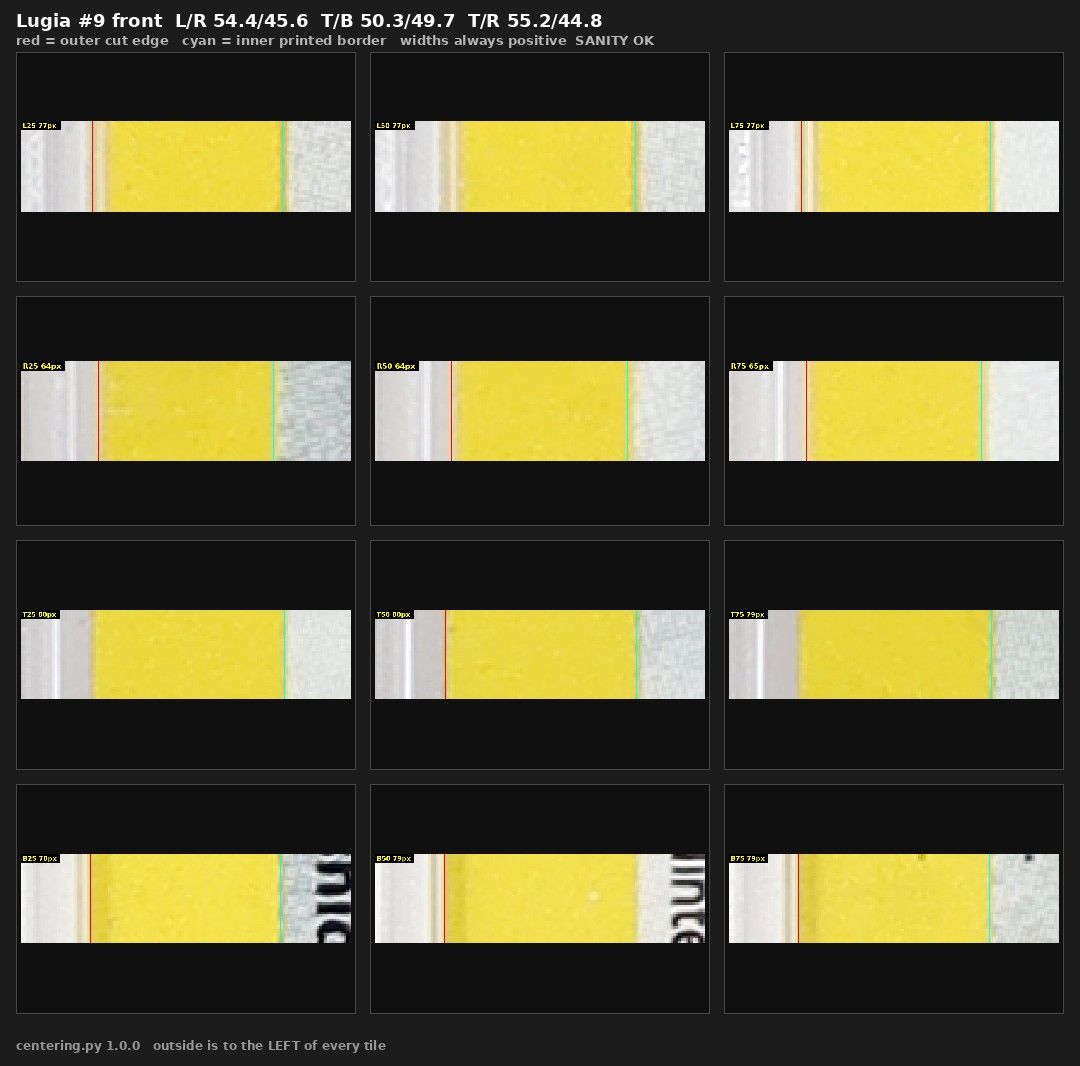 Lugia #9 front  L/R 54.4/45.6  T/B 50.3/49.7  T/R 55.2/44.8
red = outer cut edge   cyan = inner printed border   widths always positive  SANITY OK
L25 77px
L50 77px
L75 77px
R25 64px
R50 64px
R75 65px
T25 80px
T50 80px
T75 79px
B25 78px
B50 79px
B75 79px
centering.py 1.0.0   outside is to the LEFT of every tile